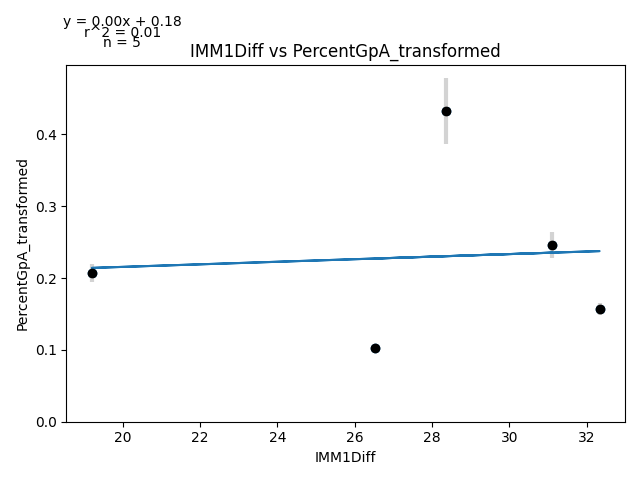 y = 0.00x + 0.18
r^2 = 0.01
n = 5
IMM1Diff vs PercentGpA_transformed
PercentGpA_transformed
0.4
0.3
0.2
0.1
0.0
20 22 24 26 28 30 32
IMM1Diff